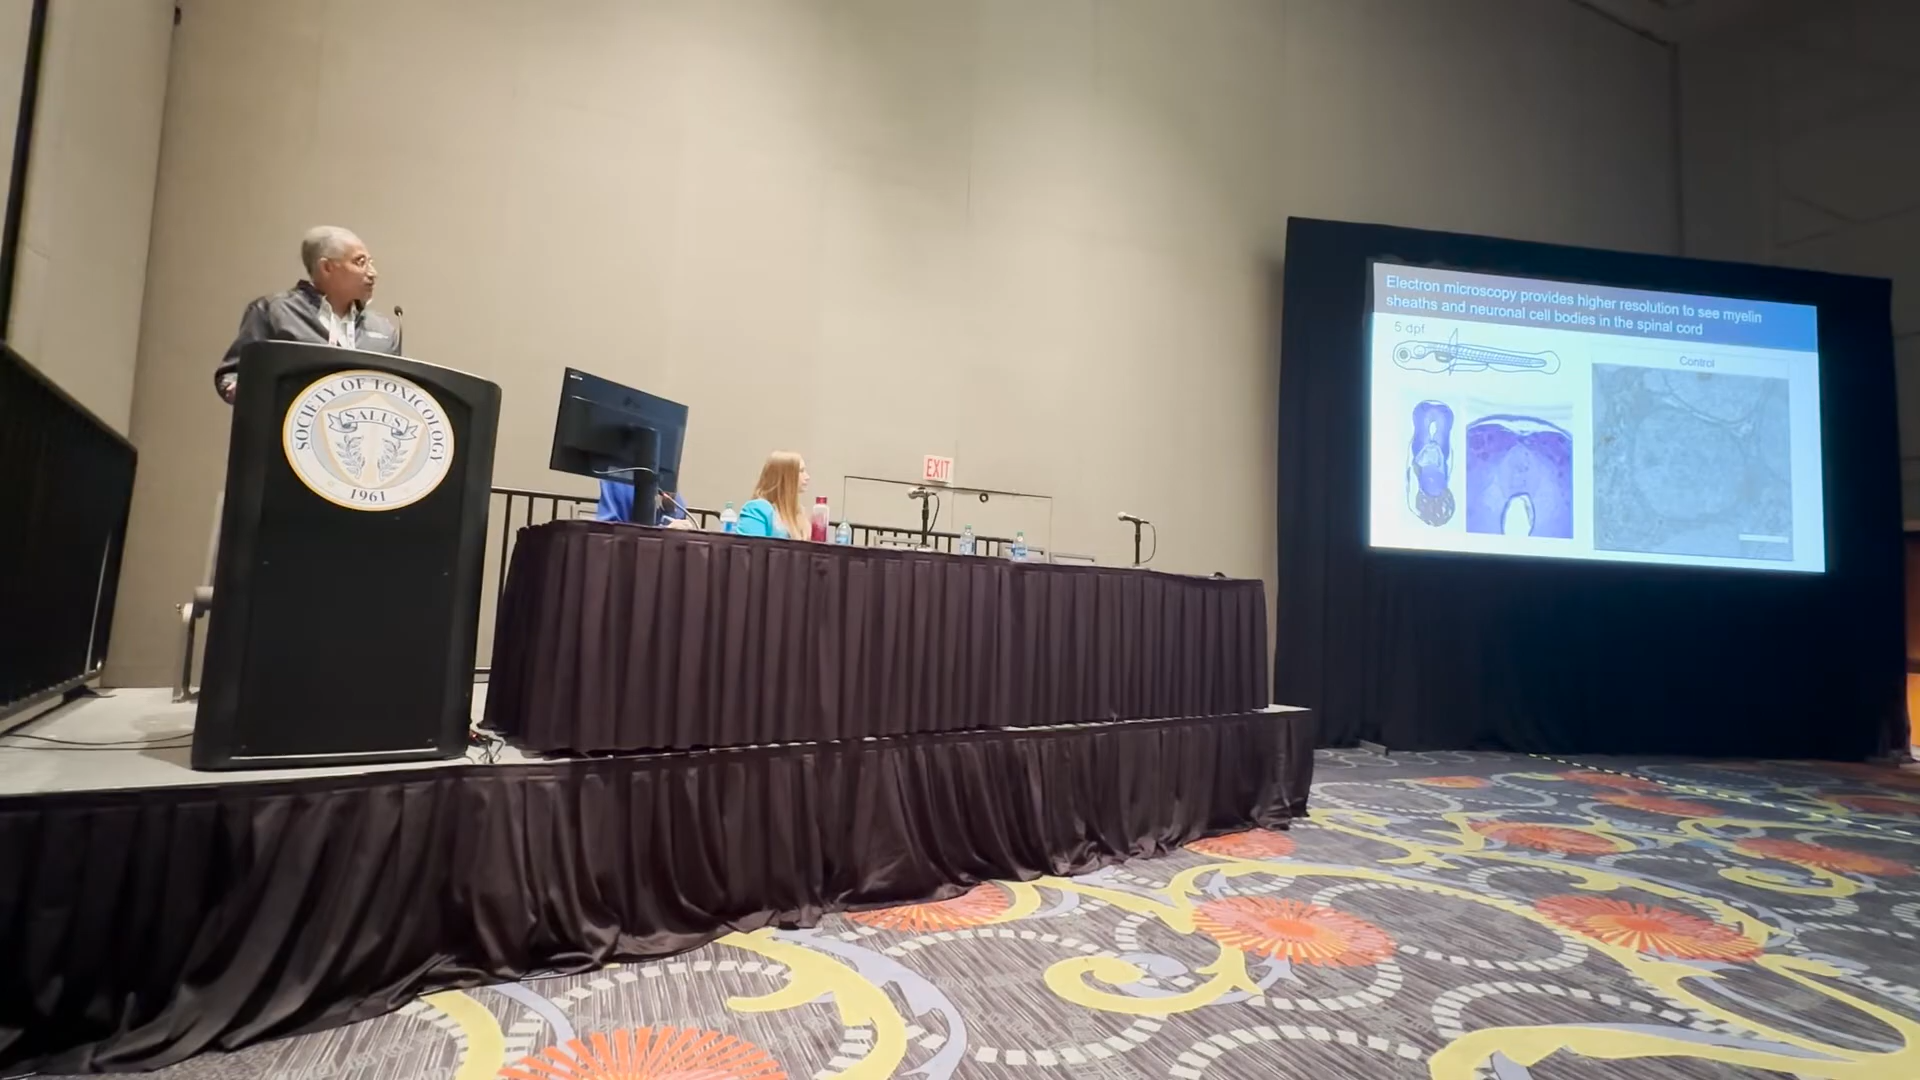 SOCIETY OF TOXICOLOGY
SALUS
1961
EXIT
Electron microscopy provides higher resolution to see myelin
sheaths and neuronal cell bodies in the spinal cord
5 dpf
Control